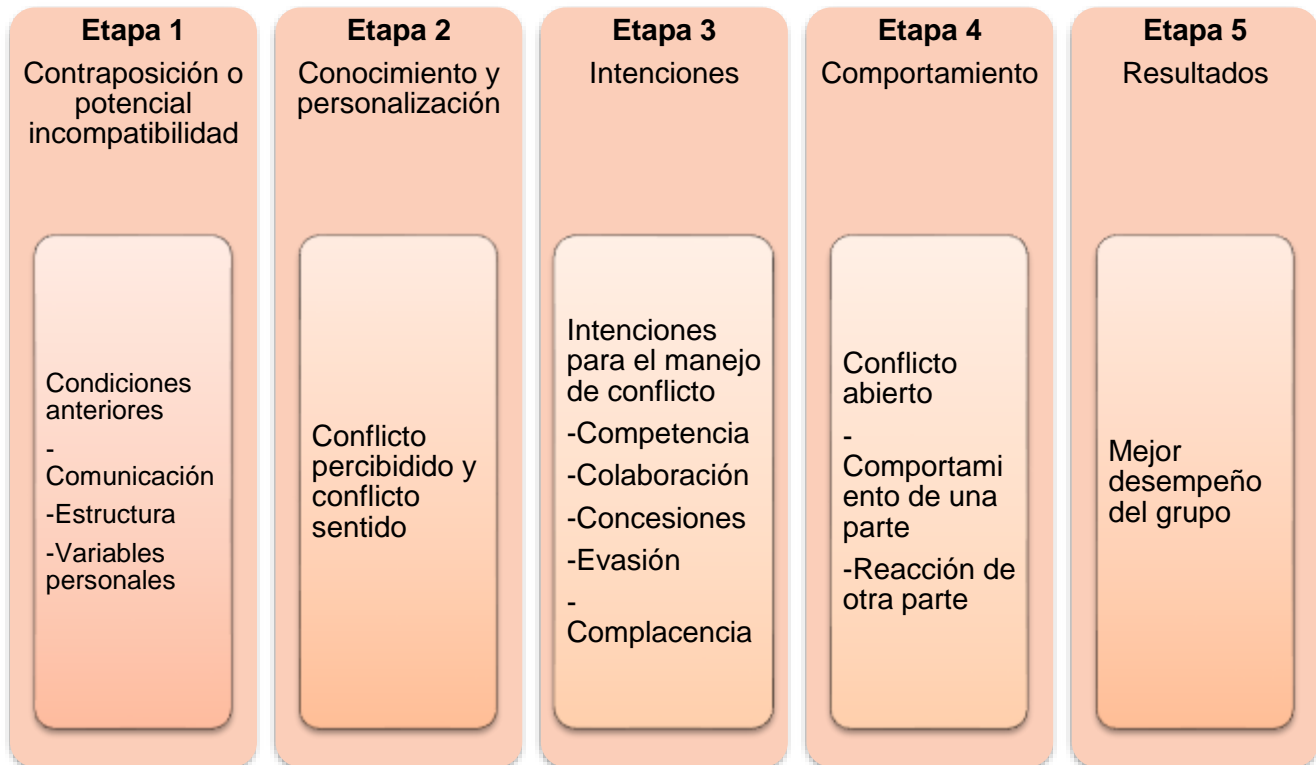 Etapa 1
Contraposición o
potencial
incompatibilidad
Condiciones
anteriores
-
Comunicación
-Estructura
-Variables
personales
Etapa 2
Conocimiento y
personalización
Conflicto
percibidido y
conflicto
sentido
Etapa 3
Intenciones
Intenciones
para el manejo
de conflicto
-Competencia
-Colaboración
-Concesiones
-Evasión
-
Complacencia
Etapa 4
Comportamiento
Conflicto
abierto
-
Comportami
ento de una
parte
-Reacción de
otra parte
Etapa 5
Resultados
Mejor
desempeño
del grupo